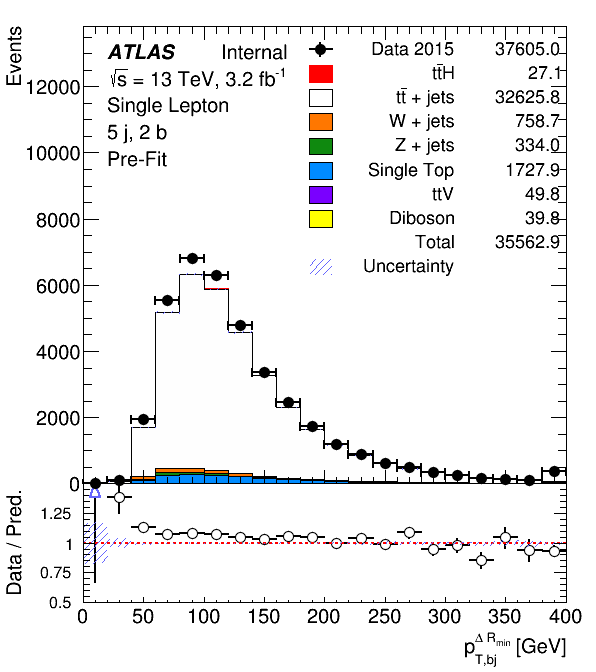 Events
ATLAS Internal
√s = 13 TeV, 3.2 fb⁻¹
Single Lepton
5 j, 2 b
Pre-Fit
Data 2015 37605.0
tt̄H 27.1
tt̄ + jets 32625.8
W + jets 758.7
Z + jets 334.0
Single Top 1727.9
ttV 49.8
Diboson 39.8
Total 35562.9
Uncertainty
12000
10000
8000
6000
4000
2000
0
Data / Pred.
1.25
1
0.75
0.5
0 50 100 150 200 250 300 350 400
p_{T,bj}^{Δ R_{min}} [GeV]